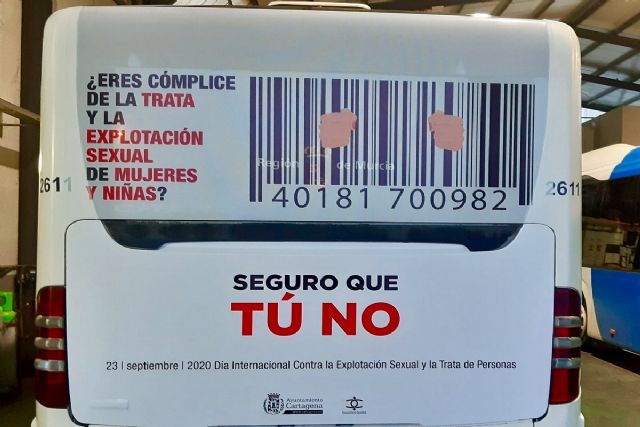 ¿ERES CÓMPLICE
DE LA TRATA
Y LA
EXPLOTACIÓN
SEXUAL
DE MUJERES
Y NIÑAS?
Región de Murcia
40181 700982
2611
2611
SEGURO QUE
TÚ NO
23 | septiembre | 2020 Día Internacional Contra la Explotación Sexual y la Trata de Personas
Ayuntamiento
Cartagena